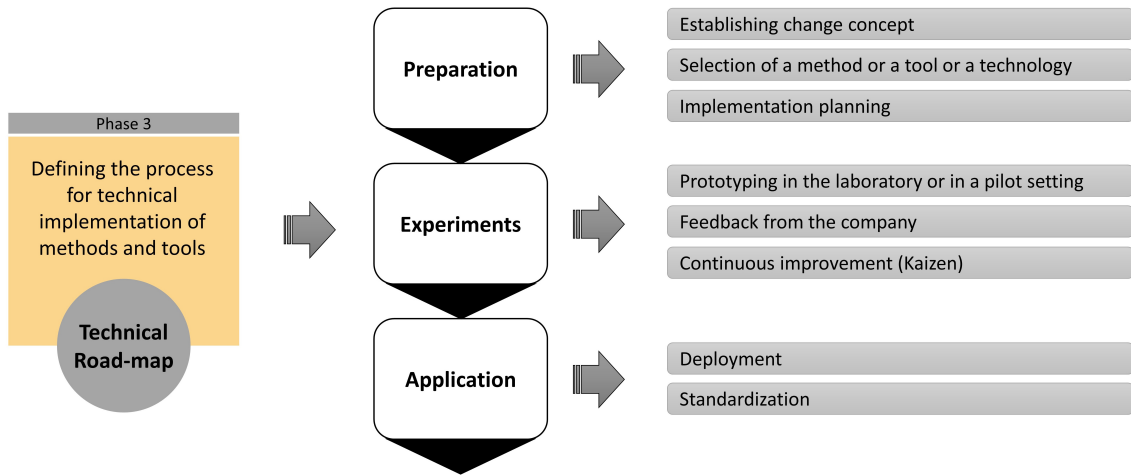 Phase 3
Defining the process
for technical
implementation of
methods and tools
Technical
Road-map
Preparation
Establishing change concept
Selection of a method or a tool or a technology
Implementation planning
Experiments
Prototyping in the laboratory or in a pilot setting
Feedback from the company
Continuous improvement (Kaizen)
Application
Deployment
Standardization